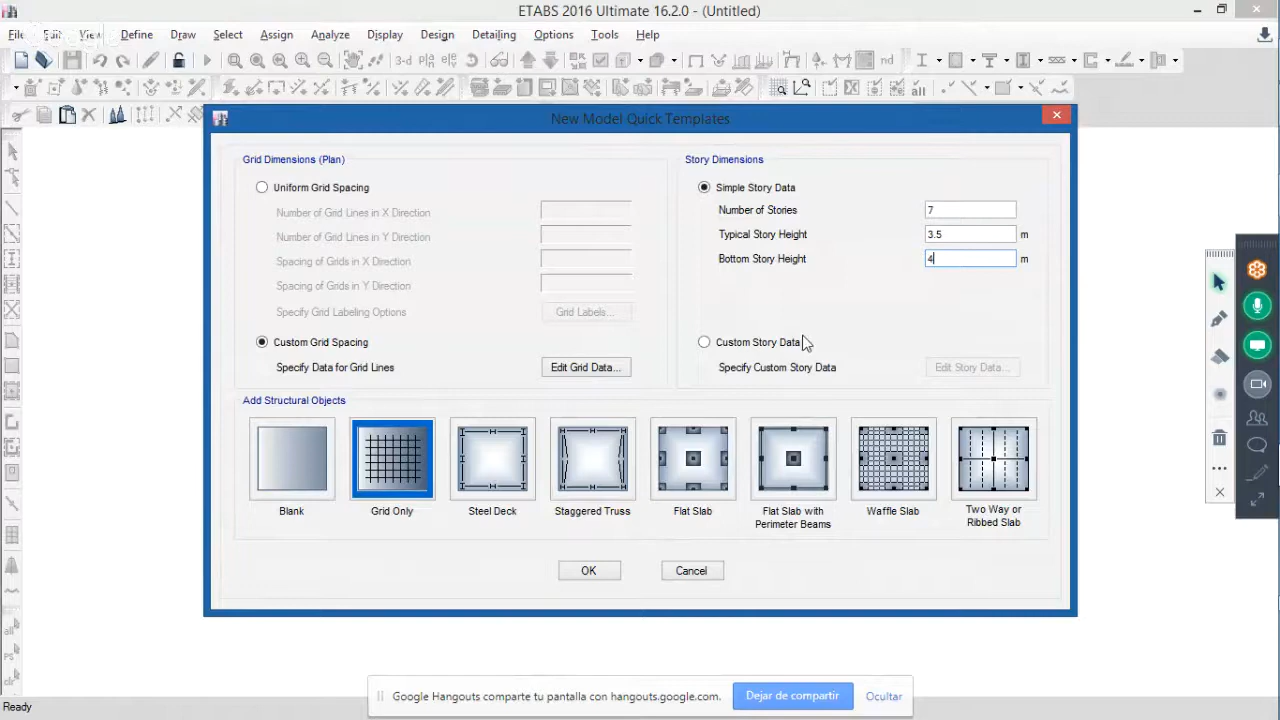 ETABS 2016 Ultimate 16.2.0 - (Untitled)
File Edit View Define Draw Select Assign Analyze Display Design Detailing Options Tools Help
3-d
nd
all
New Model Quick Templates
Grid Dimensions (Plan)
Uniform Grid Spacing
Number of Grid Lines in X Direction
Number of Grid Lines in Y Direction
Spacing of Grids in X Direction
Spacing of Grids in Y Direction
Specify Grid Labeling Options Grid Labels...
Custom Grid Spacing
Specify Data for Grid Lines Edit Grid Data...
Story Dimensions
Simple Story Data
Number of Stories 7
Typical Story Height 3.5 m
Bottom Story Height 4 m
Custom Story Data
Specify Custom Story Data Edit Story Data...
Add Structural Objects
Blank
Grid Only
Steel Deck
Staggered Truss
Flat Slab
Flat Slab with
Perimeter Beams
Waffle Slab
Two Way or
Ribbed Slab
OK Cancel
all
PS
clr
Google Hangouts comparte tu pantalla con hangouts.google.com. Dejar de compartir Ocultar
Ready